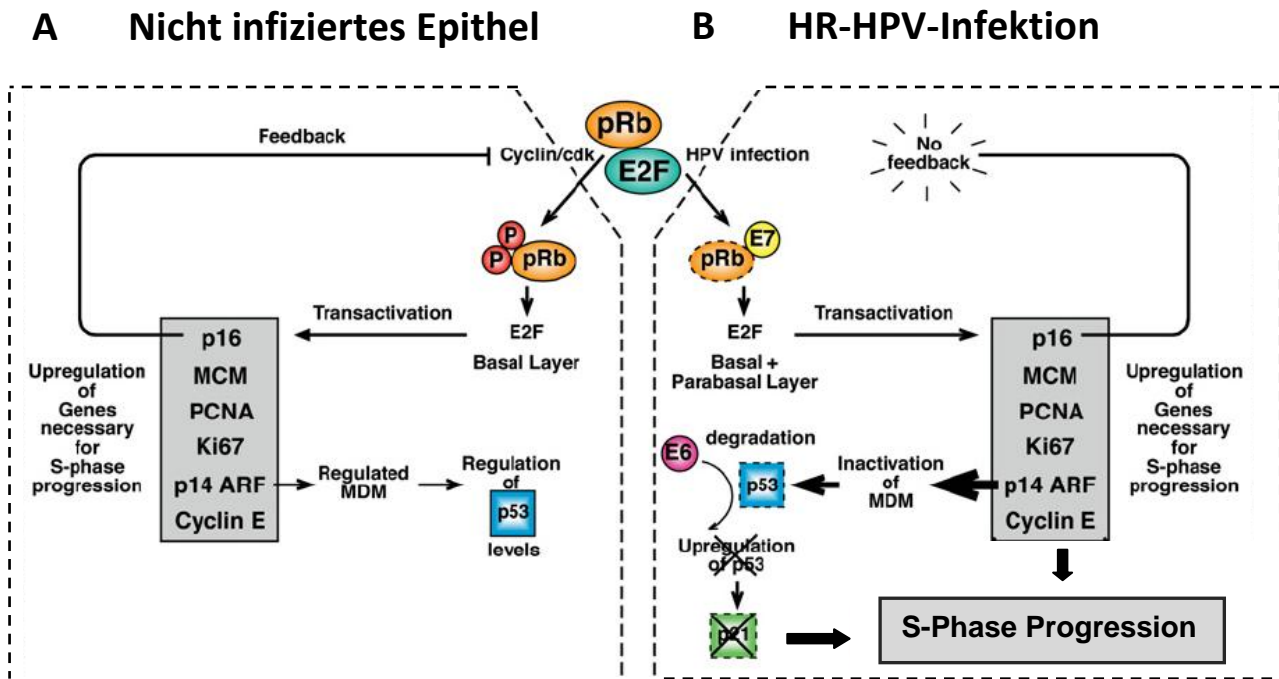 A Nicht infiziertes Epithel
B HR-HPV-Infektion
Feedback
Cyclin/cdk
pRb
E2F
P
P
pRb
E2F
Basal Layer
Transactivation
p16
MCM
PCNA
Ki67
p14 ARF
Cyclin E
Upregulation
of
Genes
necessary
for
S-phase
progression
Regulated
MDM
Regulation
of
p53
levels
HPV infection
No
feedback
E7
pRb
E2F
Basal +
Parabasal Layer
Transactivation
p16
MCM
PCNA
Ki67
p14 ARF
Cyclin E
Upregulation
of
Genes
necessary
for
S-phase
progression
Inactivation
of
MDM
p53
degradation
E6
Upregulation
of p53
p21
S-Phase Progression